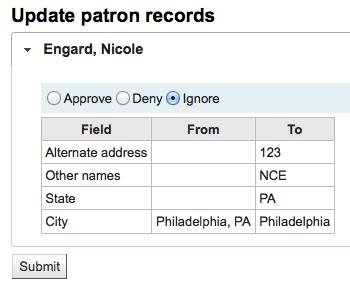 Update patron records
Engard, Nicole
Approve Deny Ignore
Field From To
Alternate address 123
Other names NCE
State PA
City Philadelphia, PA Philadelphia
Submit